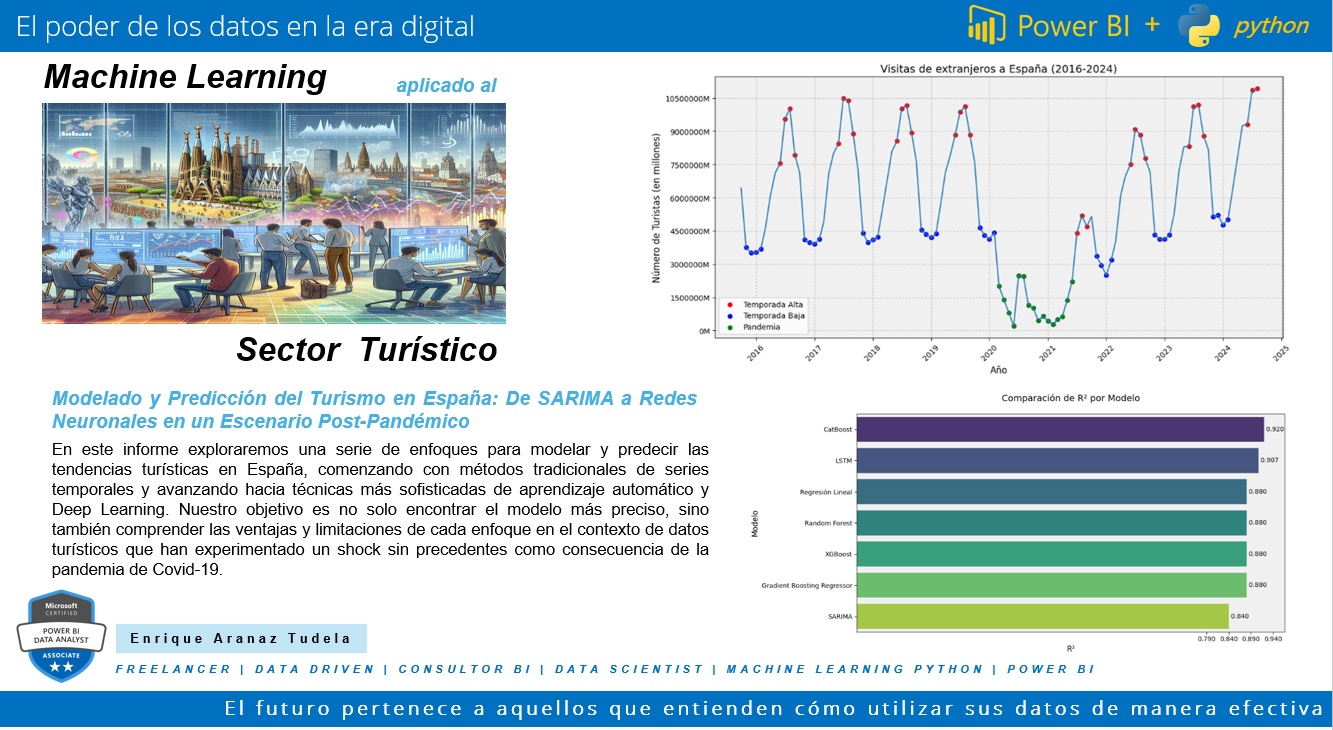 El poder de los datos en la era digital
Power BI + python
Machine Learning
aplicado al
Sector Turístico
Modelado y Predicción del Turismo en España: De SARIMA a Redes
Neuronales en un Escenario Post-Pandémico
En este informe exploraremos una serie de enfoques para modelar y predecir las
tendencias turísticas en España, comenzando con métodos tradicionales de series
temporales y avanzando hacia técnicas más sofisticadas de aprendizaje automático y
Deep Learning. Nuestro objetivo es no solo encontrar el modelo más preciso, sino
también comprender las ventajas y limitaciones de cada enfoque en el contexto de datos
turísticos que han experimentado un shock sin precedentes como consecuencia de la
pandemia de Covid-19.
Visitas de extranjeros a España (2016-2024)
Número de Turistas (en millones)
10500000M
9000000M
7500000M
6000000M
4500000M
3000000M
1500000M
0M
Temporada Alta
Temporada Baja
Pandemia
2016 2017 2018 2019 2020 2021 2022 2023 2024 2025
Año
Comparación de R² por Modelo
Modelo
CatBoost 0.920
LSTM 0.907
Regresión Lineal 0.880
Random Forest 0.880
XGBoost 0.880
Gradient Boosting Regressor 0.880
SARIMA 0.840
0.790 0.840 0.890 0.940
R²
Microsoft
CERTIFIED
POWER BI
DATA ANALYST
ASSOCIATE
Enrique Aranaz Tudela
FREELANCER | DATA DRIVEN | CONSULTOR BI | DATA SCIENTIST | MACHINE LEARNING PYTHON | POWER BI
El futuro pertenece a aquellos que entienden cómo utilizar sus datos de manera efectiva